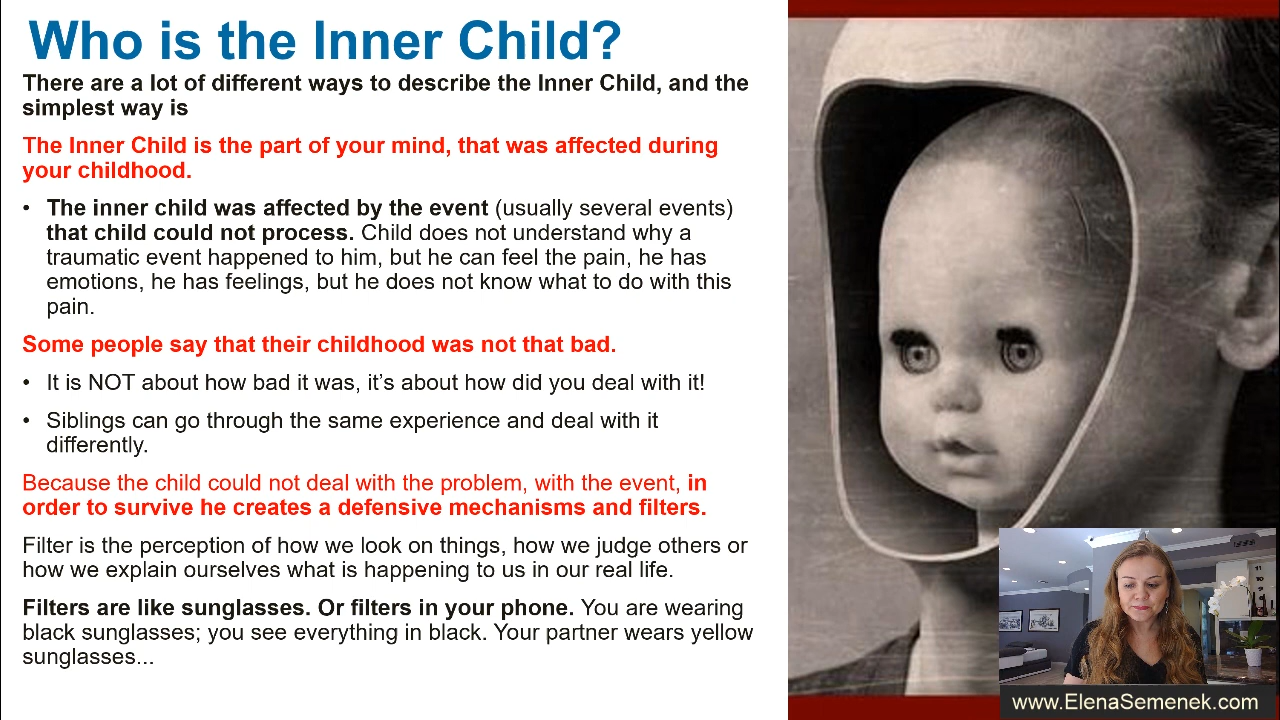 Who is the Inner Child?
There are a lot of different ways to describe the Inner Child, and the
simplest way is
The Inner Child is the part of your mind, that was affected during
your childhood.
• The inner child was affected by the event (usually several events)
that child could not process. Child does not understand why a
traumatic event happened to him, but he can feel the pain, he has
emotions, he has feelings, but he does not know what to do with this
pain.
Some people say that their childhood was not that bad.
• It is NOT about how bad it was, it’s about how did you deal with it!
• Siblings can go through the same experience and deal with it
differently.
Because the child could not deal with the problem, with the event, in
order to survive he creates a defensive mechanisms and filters.
Filter is the perception of how we look on things, how we judge others or
how we explain ourselves what is happening to us in our real life.
Filters are like sunglasses. Or filters in your phone. You are wearing
black sunglasses; you see everything in black. Your partner wears yellow
sunglasses...
www.ElenaSemenek.com